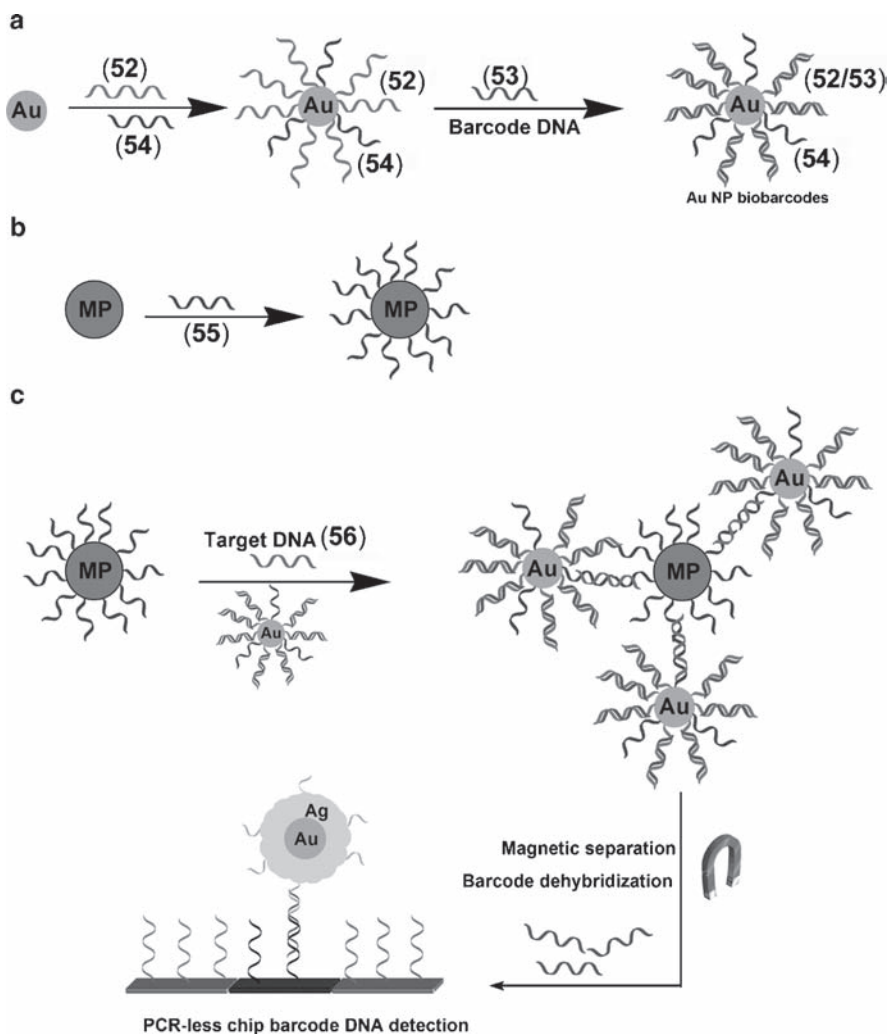 a
(52)
(53)
Au
Au
(52)
Au
(52/53)
(54)
(54)
Barcode DNA
(54)
Au NP biobarcodes
b
MP
(55)
MP
c
Au
MP
Target DNA (56)
Au
Au
MP
Au
Ag
Au
Magnetic separation
Barcode dehybridization
PCR-less chip barcode DNA detection